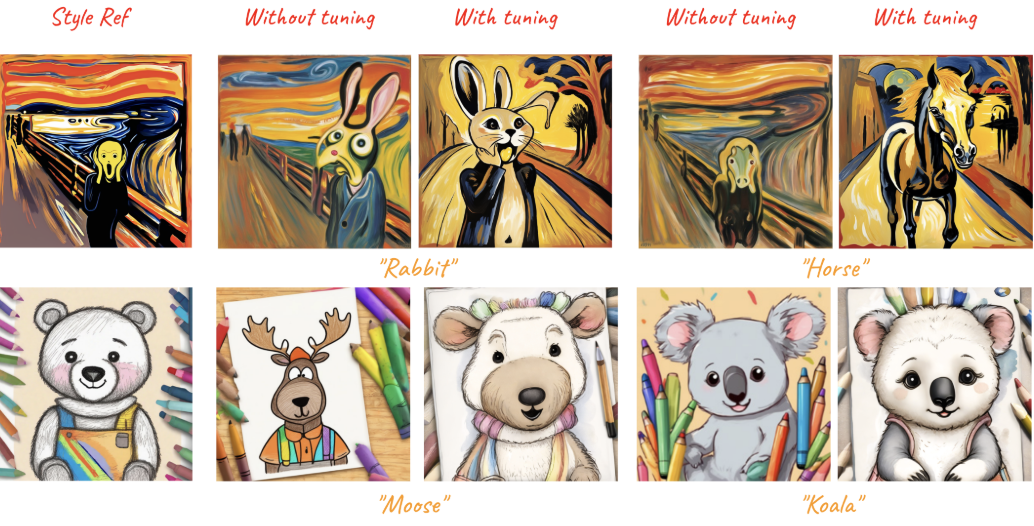 Style Ref
Without tuning
With tuning
Without tuning
With tuning
"Rabbit"
"Horse"
"Moose"
"Koala"